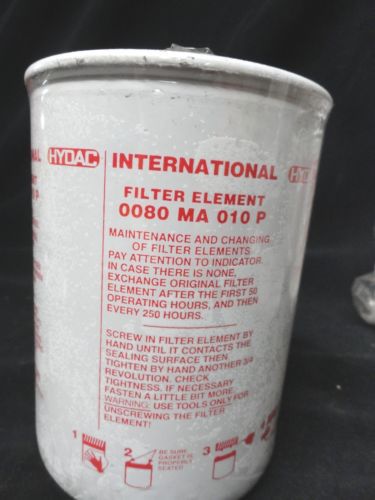 HYDAC INTERNATIONAL
FILTER ELEMENT
0080 MA 010 P
MAINTENANCE AND CHANGING
OF FILTER ELEMENTS
PAY ATTENTION TO INDICATOR.
IN CASE THERE IS NONE,
EXCHANGE ORIGINAL FILTER
ELEMENT AFTER THE FIRST 50
OPERATING HOURS, AND THEN
EVERY 250 HOURS.
SCREW IN FILTER ELEMENT BY
HAND UNTIL IT CONTACTS THE
SEALING SURFACE THEN
TIGHTEN BY HAND ANOTHER 3/4
REVOLUTION. CHECK
TIGHTNESS. IF NECESSARY
FASTEN A LITTLE BIT MORE.
WARNING: USE TOOLS ONLY FOR
UNSCREWING THE FILTER
ELEMENT!
1
2
BE SURE
GASKET IS
PROPERLY
SEATED
3